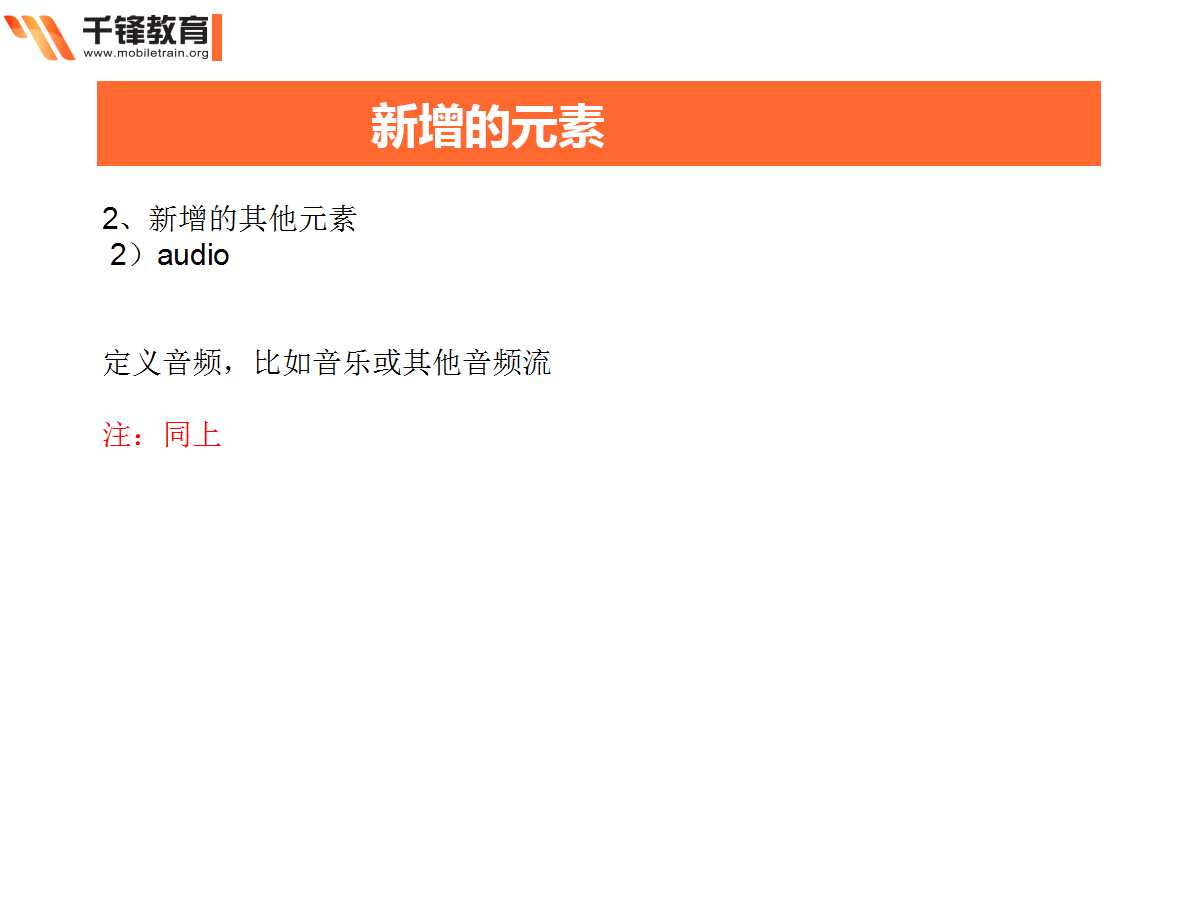 千锋教育
www.mobiletrain.org
新增的元素
2、新增的其他元素
2）audio
定义音频，比如音乐或其他音频流
注：同上